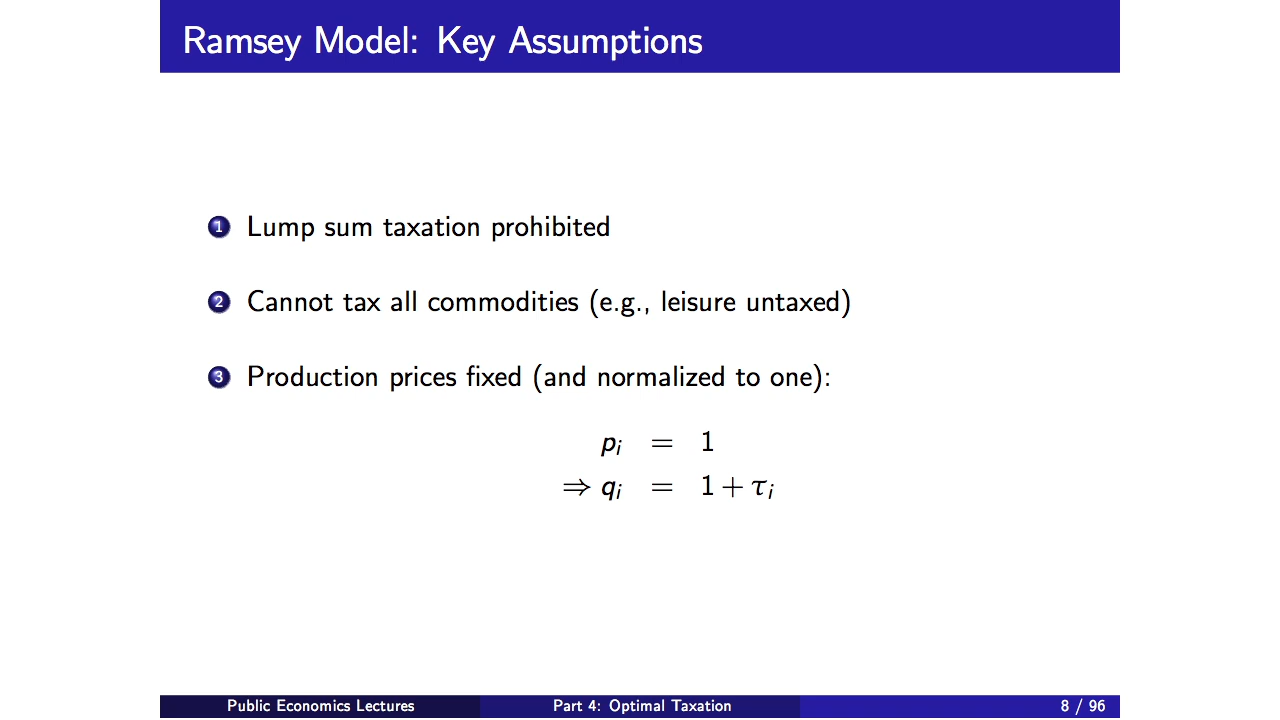 Ramsey Model: Key Assumptions
1 Lump sum taxation prohibited
2 Cannot tax all commodities (e.g., leisure untaxed)
3 Production prices fixed (and normalized to one):
pᵢ = 1
⇒ qᵢ = 1 + τᵢ
Public Economics Lectures Part 4: Optimal Taxation 8 / 96